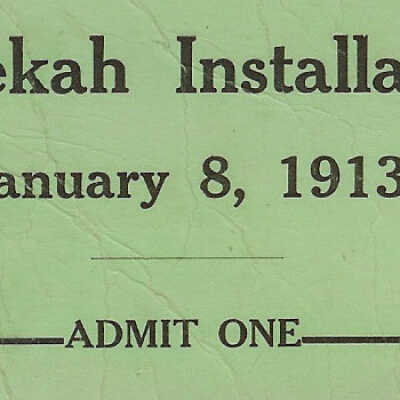 ekah Installa
anuary 8, 1913
ADMIT ONE